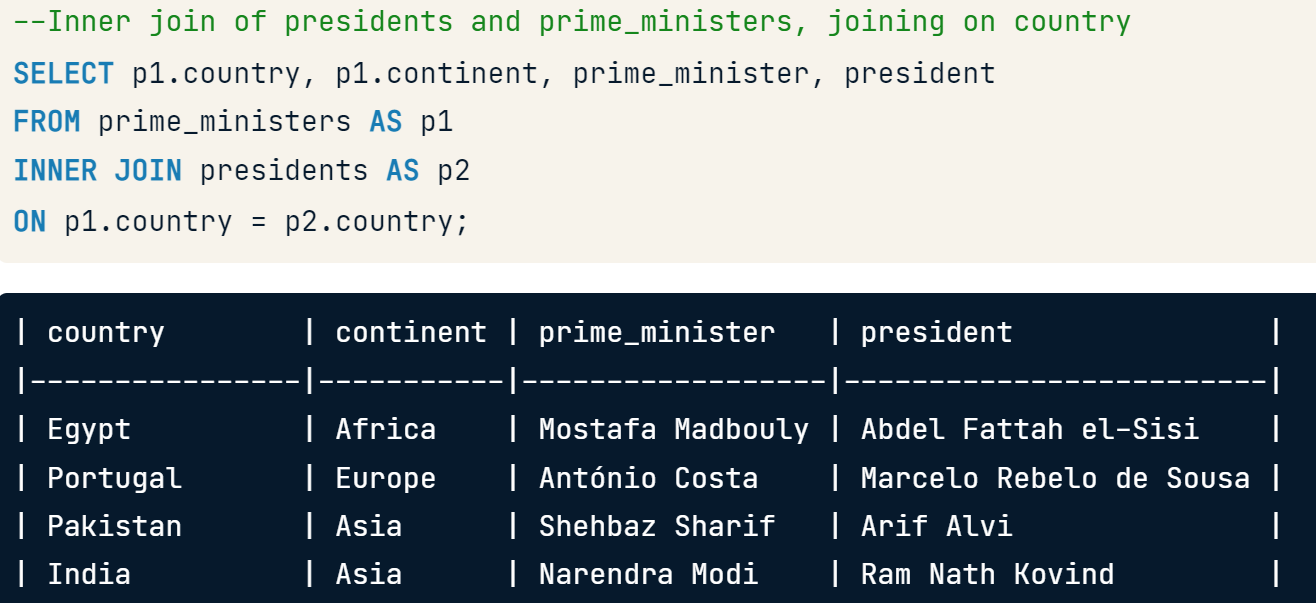 --Inner join of presidents and prime_ministers, joining on country
SELECT p1.country, p1.continent, prime_minister, president
FROM prime_ministers AS p1
INNER JOIN presidents AS p2
ON p1.country = p2.country;
| country        | continent | prime_minister   | president               |
|----------------|-----------|------------------|-------------------------|
| Egypt          | Africa    | Mostafa Madbouly | Abdel Fattah el-Sisi    |
| Portugal       | Europe    | António Costa    | Marcelo Rebelo de Sousa |
| Pakistan       | Asia      | Shehbaz Sharif   | Arif Alvi               |
| India          | Asia      | Narendra Modi    | Ram Nath Kovind         |